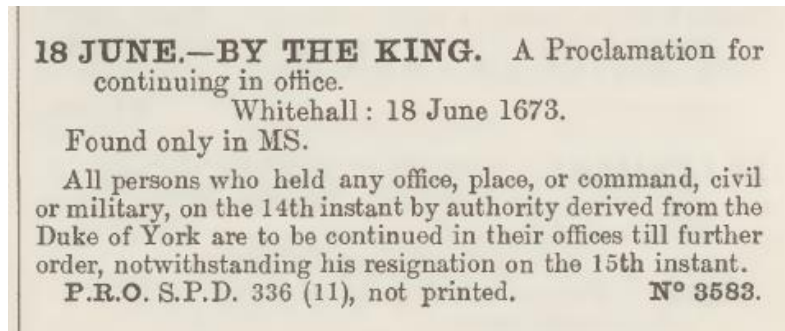 18 JUNE.—BY THE KING. A Proclamation for
continuing in office.
Whitehall: 18 June 1673.
Found only in MS.
All persons who held any office, place, or command, civil
or military, on the 14th instant by authority derived from the
Duke of York are to be continued in their offices till further
order, notwithstanding his resignation on the 15th instant.
P.R.O. S.P.D. 336 (11), not printed. Nº 3583.